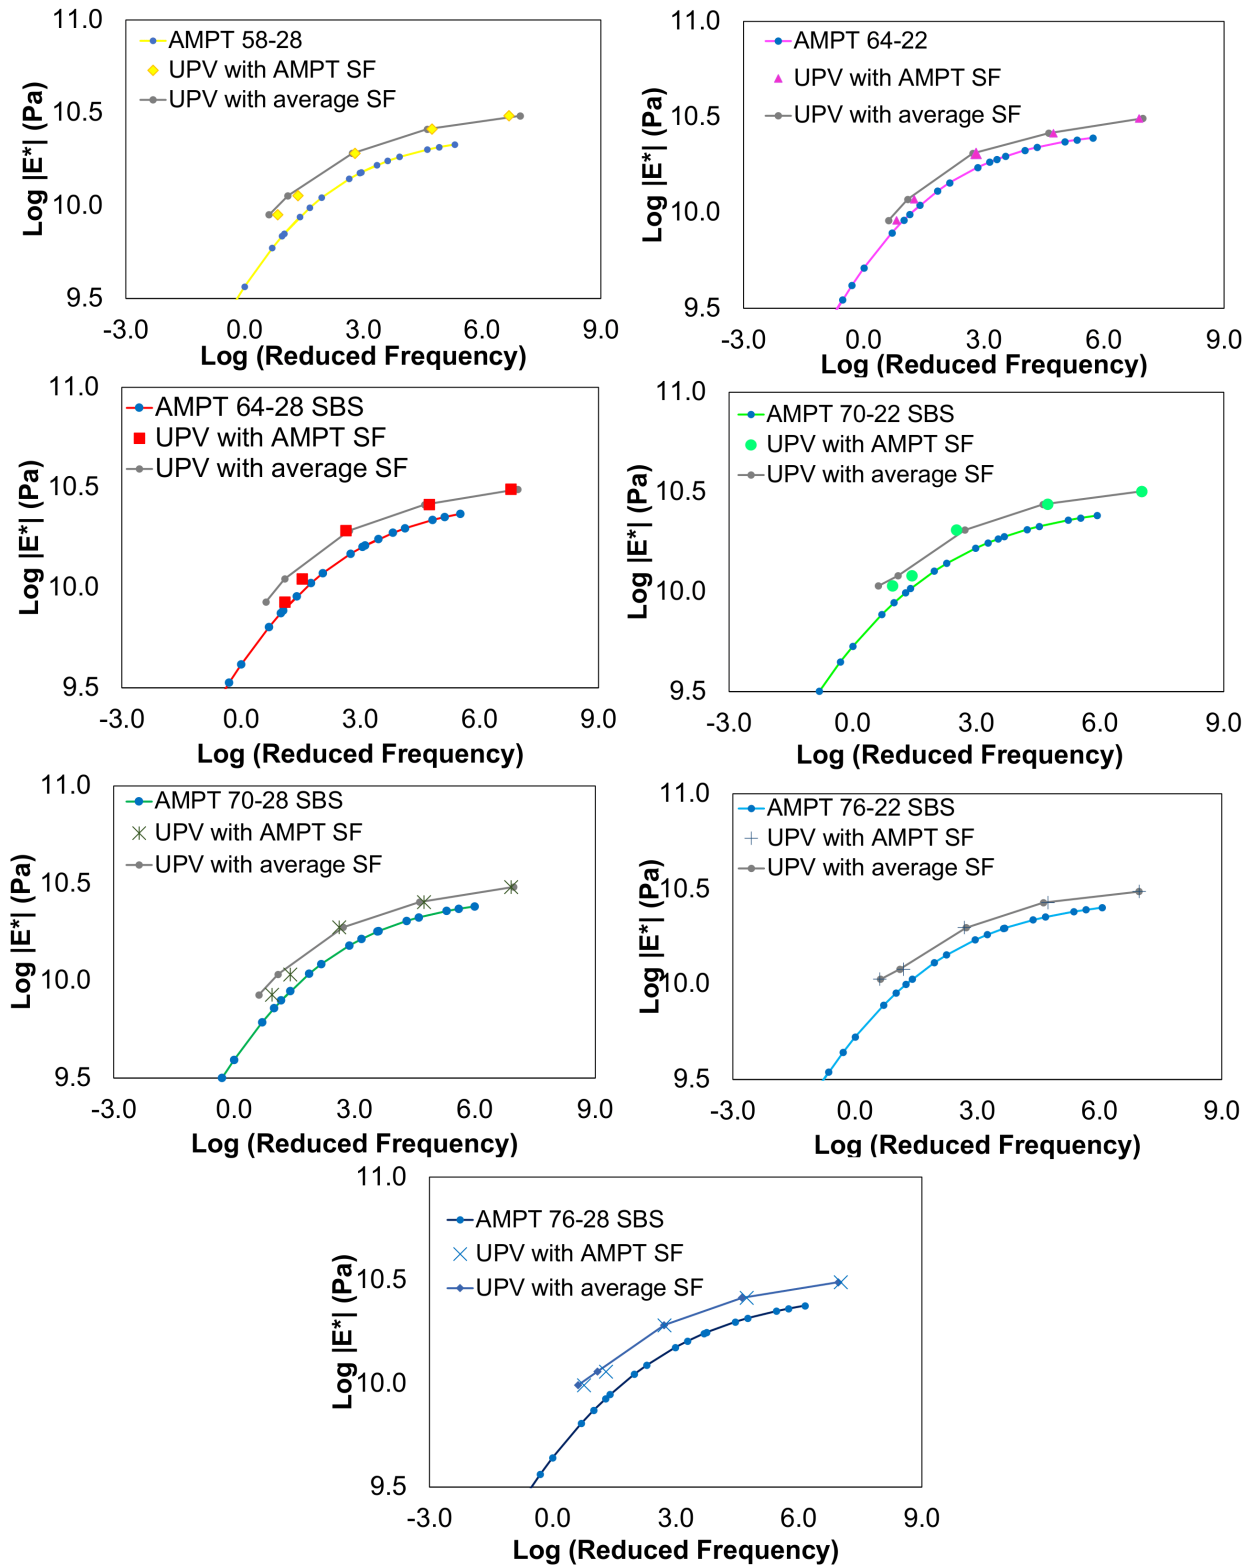 11.0
10.5
10.0
9.5
-3.0 0.0 3.0 6.0 9.0
Log |E*| (Pa)
Log (Reduced Frequency)
AMPT 58-28
UPV with AMPT SF
UPV with average SF
11.0
10.5
10.0
9.5
-3.0 0.0 3.0 6.0 9.0
Log |E*| (Pa)
Log (Reduced Frequency)
AMPT 64-22
UPV with AMPT SF
UPV with average SF
11.0
10.5
10.0
9.5
-3.0 0.0 3.0 6.0 9.0
Log |E*| (Pa)
Log (Reduced Frequency)
AMPT 64-28 SBS
UPV with AMPT SF
UPV with average SF
11.0
10.5
10.0
9.5
-3.0 0.0 3.0 6.0 9.0
Log |E*| (Pa)
Log (Reduced Frequency)
AMPT 70-22 SBS
UPV with AMPT SF
UPV with average SF
11.0
10.5
10.0
9.5
-3.0 0.0 3.0 6.0 9.0
Log |E*| (Pa)
Log (Reduced Frequency)
AMPT 70-28 SBS
UPV with AMPT SF
UPV with average SF
11.0
10.5
10.0
9.5
-3.0 0.0 3.0 6.0 9.0
Log |E*| (Pa)
Log (Reduced Frequency)
AMPT 76-22 SBS
UPV with AMPT SF
UPV with average SF
11.0
10.5
10.0
9.5
-3.0 0.0 3.0 6.0 9.0
Log |E*| (Pa)
Log (Reduced Frequency)
AMPT 76-28 SBS
UPV with AMPT SF
UPV with average SF